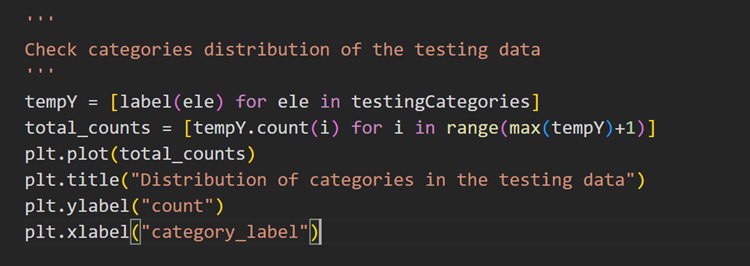 '''
Check categories distribution of the testing data
'''
tempY = [label(ele) for ele in testingCategories]
total_counts = [tempY.count(i) for i in range(max(tempY)+1)]
plt.plot(total_counts)
plt.title("Distribution of categories in the testing data")
plt.ylabel("count")
plt.xlabel("category_label")